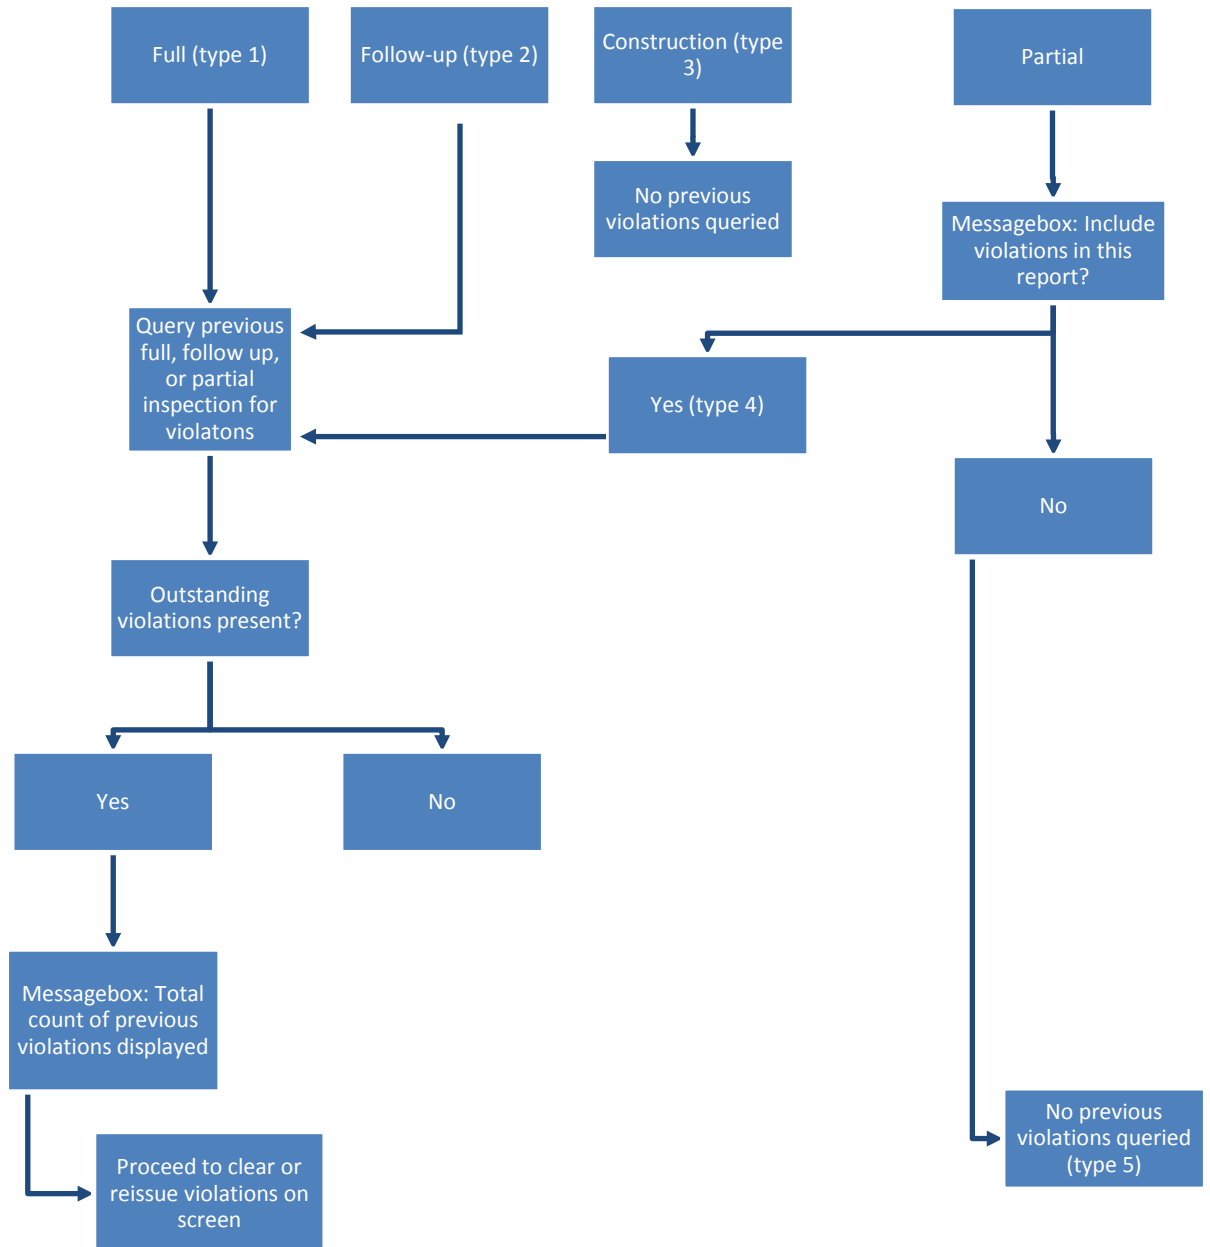 Full (type 1)
Follow-up (type 2)
Construction (type
3)
Partial
No previous
violations queried
Messagebox: Include
violations in this
report?
Query previous
full, follow up,
or partial
inspection for
violatons
Yes (type 4)
No
Outstanding
violations present?
Yes
No
Messagebox: Total
count of previous
violations displayed
No previous
violations queried
(type 5)
Proceed to clear or
reissue violations on
screen